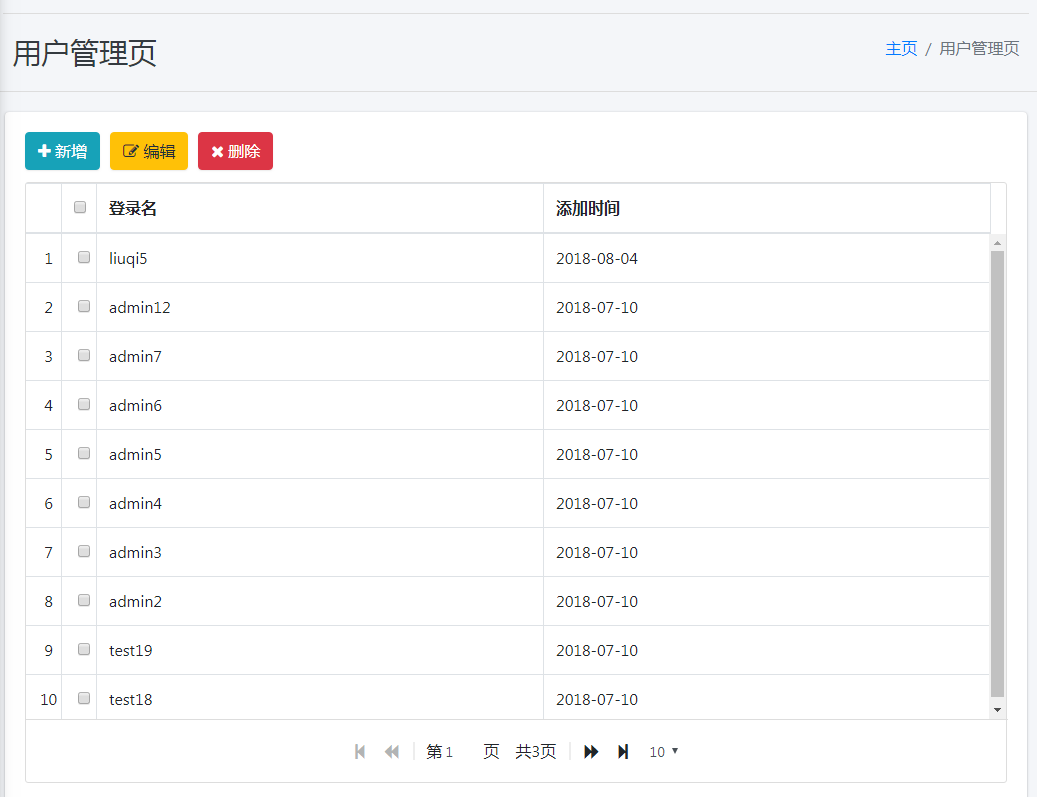 用户管理页
主页 / 用户管理页
新增 编辑 删除
登录名 添加时间
1 liuqi5 2018-08-04
2 admin12 2018-07-10
3 admin7 2018-07-10
4 admin6 2018-07-10
5 admin5 2018-07-10
6 admin4 2018-07-10
7 admin3 2018-07-10
8 admin2 2018-07-10
9 test19 2018-07-10
10 test18 2018-07-10
第 1 页 共3页 10